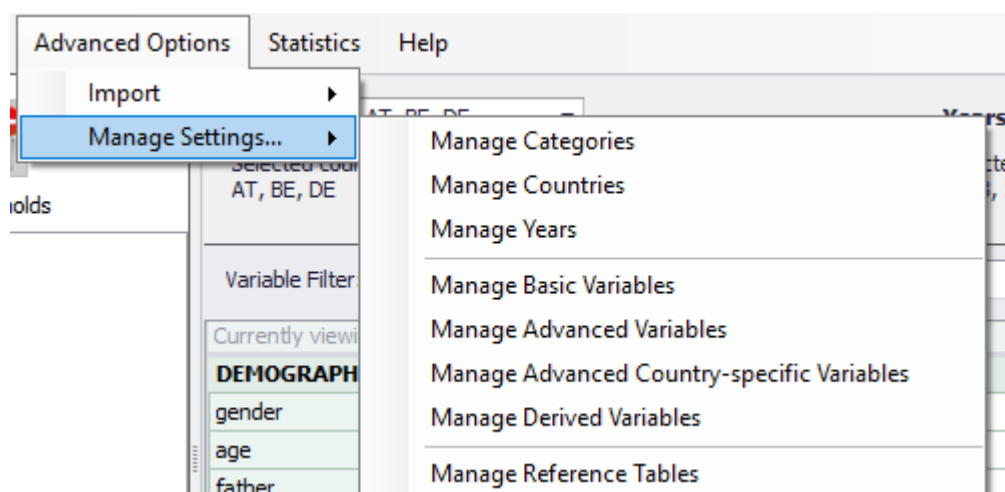 Advanced Options Statistics Help
Import
Manage Settings...
AT, BE, DE
Manage Categories
Manage Countries
Manage Years
Manage Basic Variables
Manage Advanced Variables
Manage Advanced Country-specific Variables
Manage Derived Variables
Manage Reference Tables
Years
Selected cou
AT, BE, DE
olds
Variable Filter:
Currently viewi
DEMOGRAPH
gender
age
father